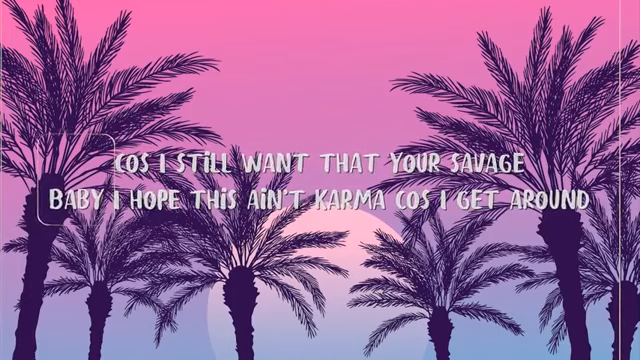 COS I STiLL WANT THAT YOUR SAVAGE
BABY I HOPE THiS AiN'T KARMA COS I GET AROUND